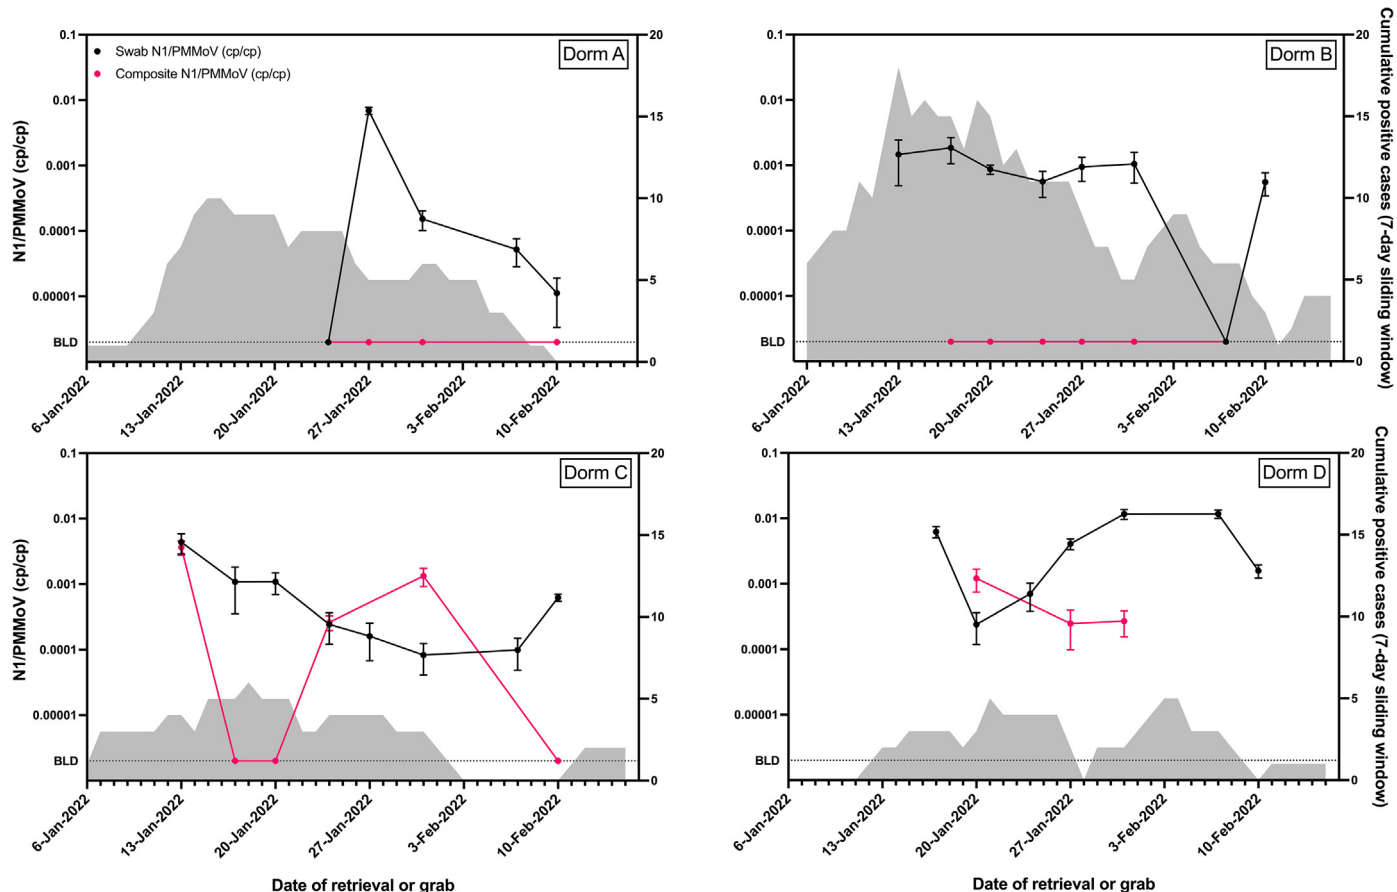 Swab N1/PMMoV (cp/cp)
Composite N1/PMMoV (cp/cp)
Dorm A
N1/PMMoV (cp/cp)
0.1
0.01
0.001
0.0001
0.00001
BLD
20
15
10
5
0
6-Jan-2022
13-Jan-2022
20-Jan-2022
27-Jan-2022
3-Feb-2022
10-Feb-2022
Dorm B
0.1
0.01
0.001
0.0001
0.00001
BLD
20
15
10
5
0
Cumulative positive cases (7-day sliding window)
6-Jan-2022
13-Jan-2022
20-Jan-2022
27-Jan-2022
3-Feb-2022
10-Feb-2022
Dorm C
N1/PMMoV (cp/cp)
0.1
0.01
0.001
0.0001
0.00001
BLD
20
15
10
5
0
6-Jan-2022
13-Jan-2022
20-Jan-2022
27-Jan-2022
3-Feb-2022
10-Feb-2022
Date of retrieval or grab
Dorm D
0.1
0.01
0.001
0.0001
0.00001
BLD
20
15
10
5
0
Cumulative positive cases (7-day sliding window)
6-Jan-2022
13-Jan-2022
20-Jan-2022
27-Jan-2022
3-Feb-2022
10-Feb-2022
Date of retrieval or grab